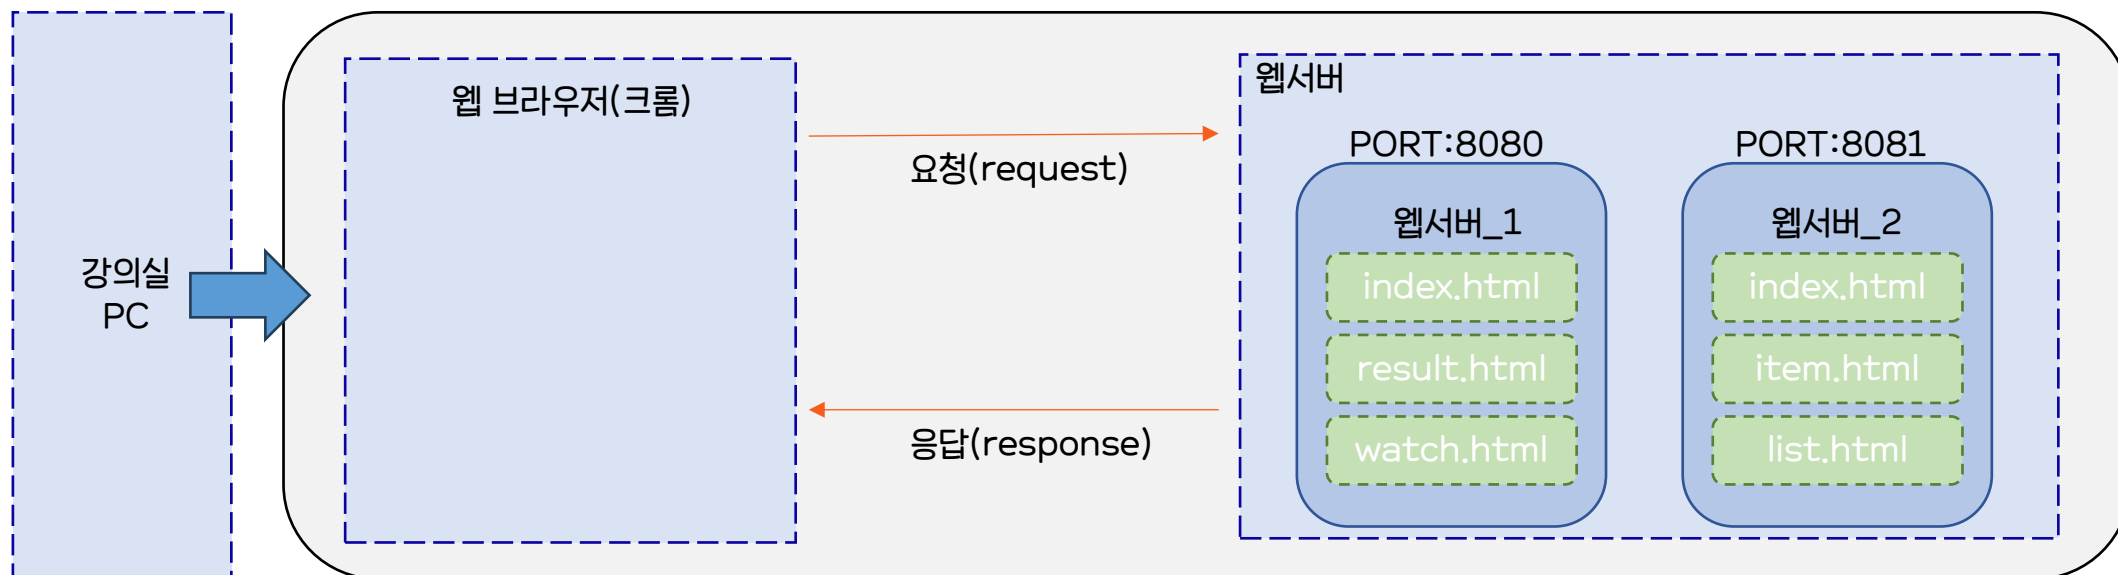 강의실
PC
웹 브라우저(크롬)
요청(request)
응답(response)
웹서버
PORT:8080
웹서버_1
index.html
result.html
watch.html
PORT:8081
웹서버_2
index.html
item.html
list.html